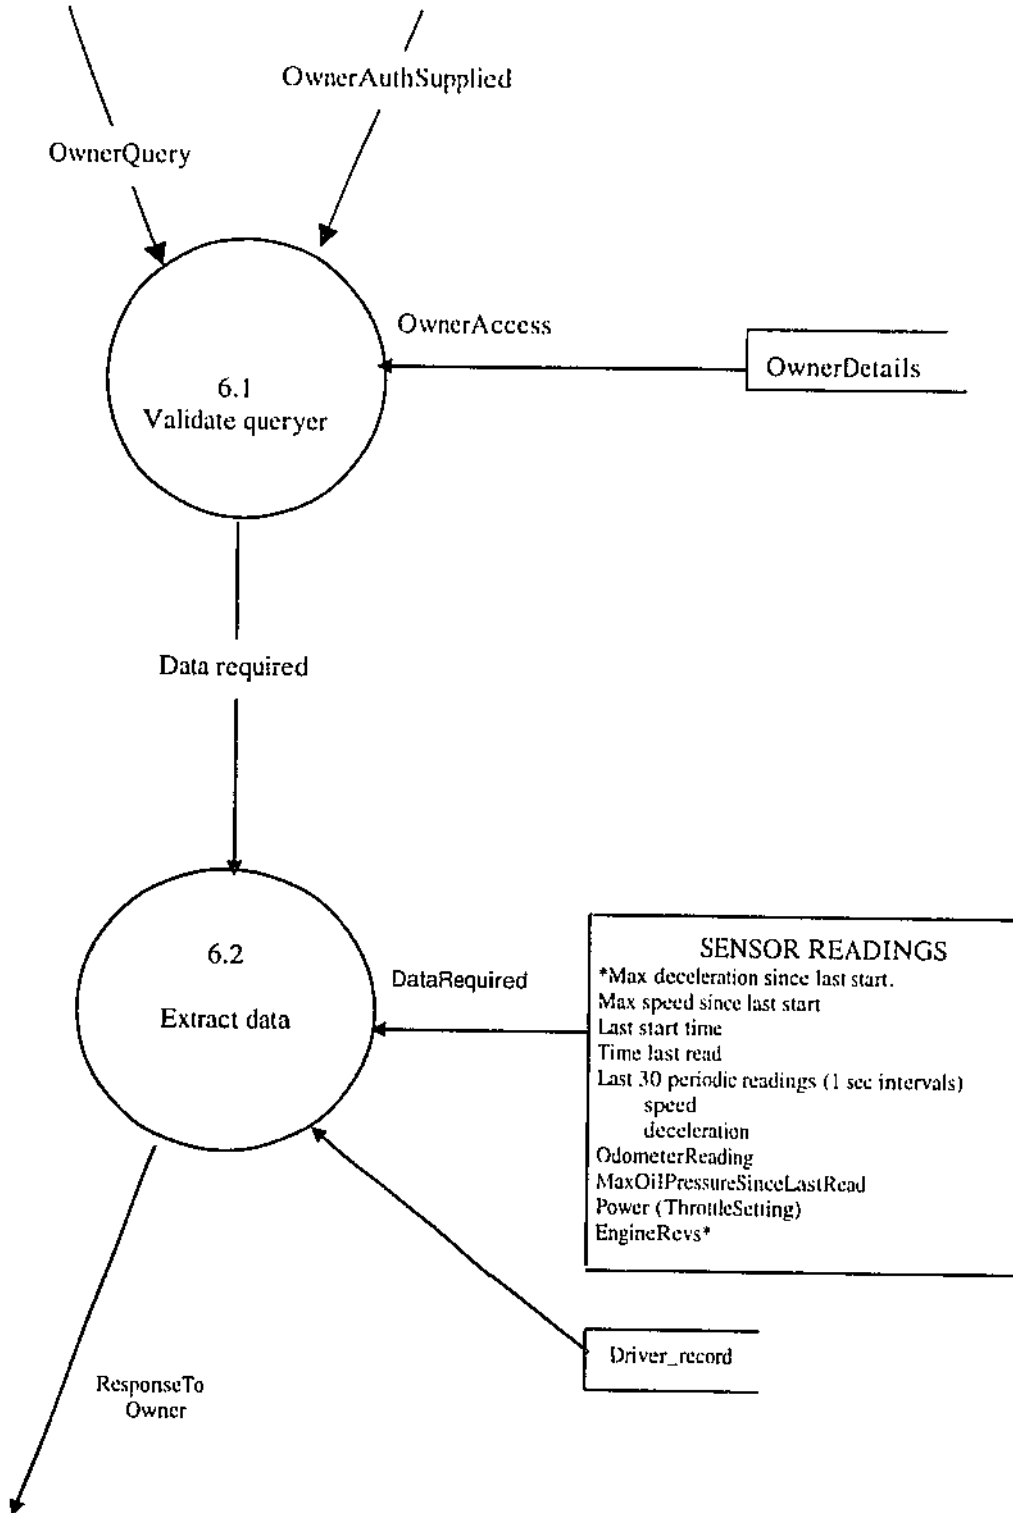 OwnerAuthSupplied
OwnerQuery
OwnerAccess
OwnerDetails
6.1
Validate queryer
Data required
6.2
Extract data
DataRequired
SENSOR READINGS
*Max deceleration since last start.
Max speed since last start
Last start time
Time last read
Last 30 periodic readings (1 sec intervals)
speed
deceleration
OdometerReading
MaxOilPressureSinceLastRead
Power (ThrottleSetting)
EngineRevs*
Driver_record
ResponseTo
Owner